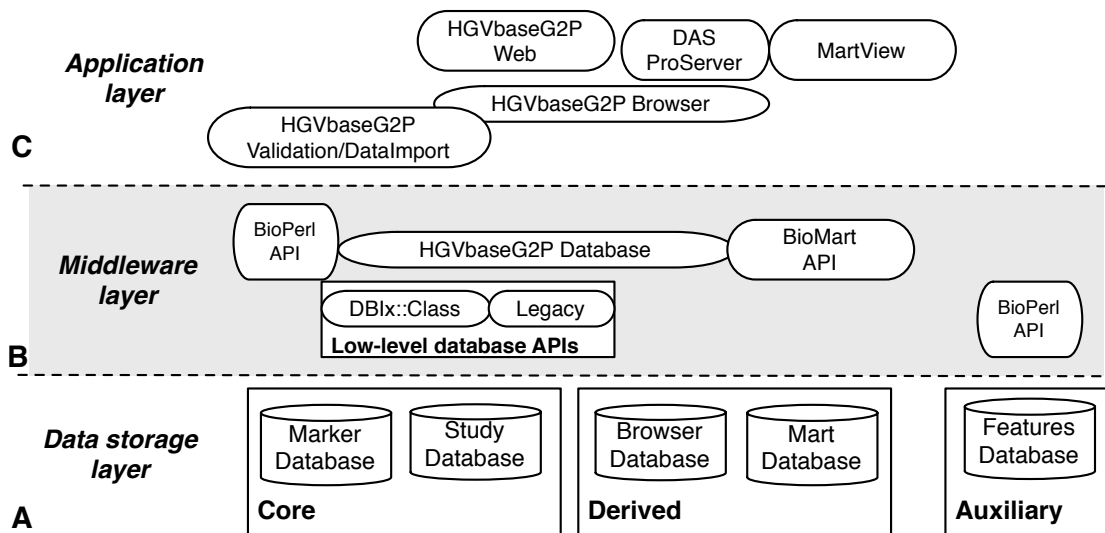 Application
layer
C
HGVbaseG2P
Web
DAS
ProServer
MartView
HGVbaseG2P Browser
HGVbaseG2P
Validation/DataImport
Middleware
layer
B
BioPerl
API
HGVbaseG2P Database
BioMart
API
DBIx::Class
Legacy
Low-level database APIs
BioPerl
API
Data storage
layer
A
Marker
Database
Study
Database
Core
Browser
Database
Mart
Database
Derived
Features
Database
Auxiliary